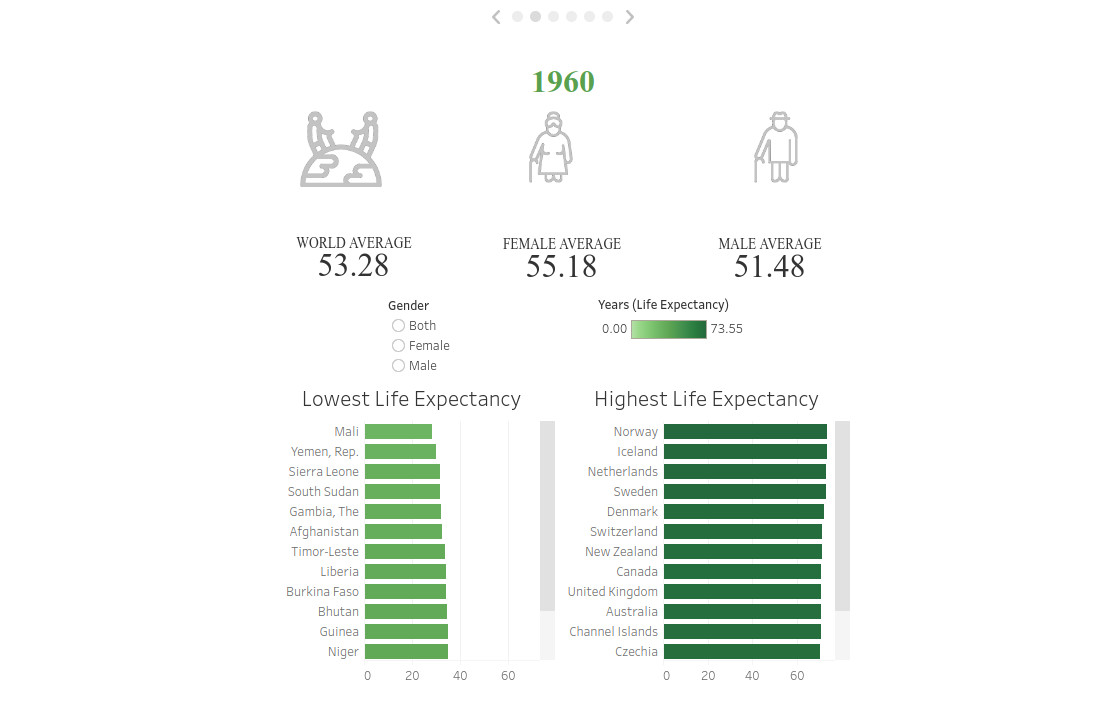 1960
WORLD AVERAGE
53.28
FEMALE AVERAGE
55.18
MALE AVERAGE
51.48
Gender
Both
Female
Male
Years (Life Expectancy)
0.00 73.55
Lowest Life Expectancy
Mali
Yemen, Rep.
Sierra Leone
South Sudan
Gambia, The
Afghanistan
Timor-Leste
Liberia
Burkina Faso
Bhutan
Guinea
Niger
0 20 40 60
Highest Life Expectancy
Norway
Iceland
Netherlands
Sweden
Denmark
Switzerland
New Zealand
Canada
United Kingdom
Australia
Channel Islands
Czechia
0 20 40 60